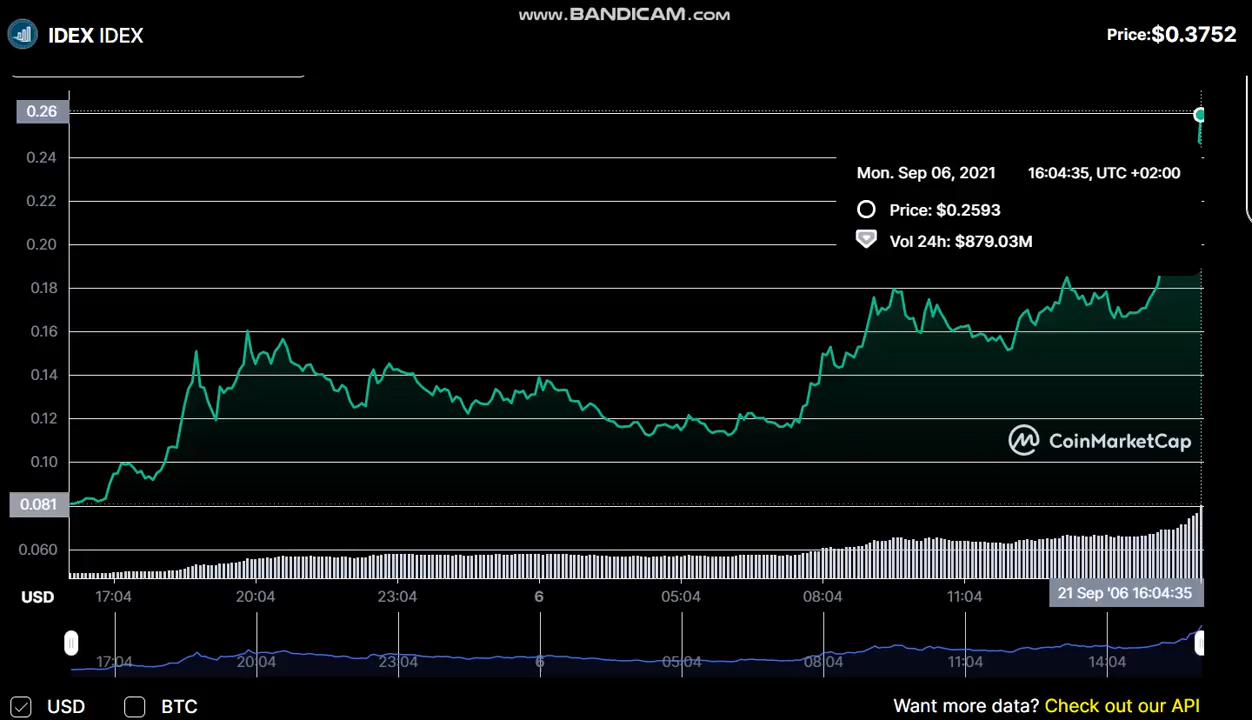 www.BANDICAM.com
IDEX IDEX
Price:$0.3752
0.26
0.24
Mon. Sep 06, 2021 16:04:35, UTC +02:00
0.22
Price: $0.2593
0.20
Vol 24h: $879.03M
0.18
0.16
0.14
0.12
CoinMarketCap
0.10
0.081
0.060
USD 17:04 20:04 23:04 6 05:04 08:04 11:04 21 Sep '06 16:04:35
17:04 20:04 23:04 6 05:04 08:04 11:04 14:04
USD BTC
Want more data? Check out our API